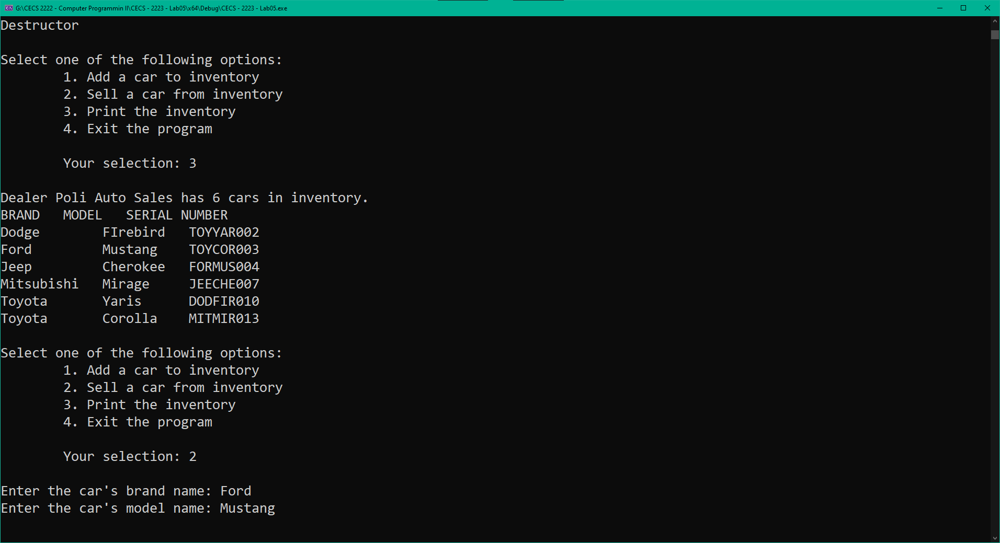 G:\CECS 2222 - Computer Programmin II\CECS - 2223 - Lab05\x64\Debug\CECS - 2223 - Lab05.exe
Destructor
Select one of the following options:
1. Add a car to inventory
2. Sell a car from inventory
3. Print the inventory
4. Exit the program
Your selection: 3
Dealer Poli Auto Sales has 6 cars in inventory.
BRAND MODEL SERIAL NUMBER
Dodge FIrebird TOYYAR002
Ford Mustang TOYCOR003
Jeep Cherokee FORMUS004
Mitsubishi Mirage JEECHE007
Toyota Yaris DODFIR010
Toyota Corolla MITMIR013
Select one of the following options:
1. Add a car to inventory
2. Sell a car from inventory
3. Print the inventory
4. Exit the program
Your selection: 2
Enter the car's brand name: Ford
Enter the car's model name: Mustang